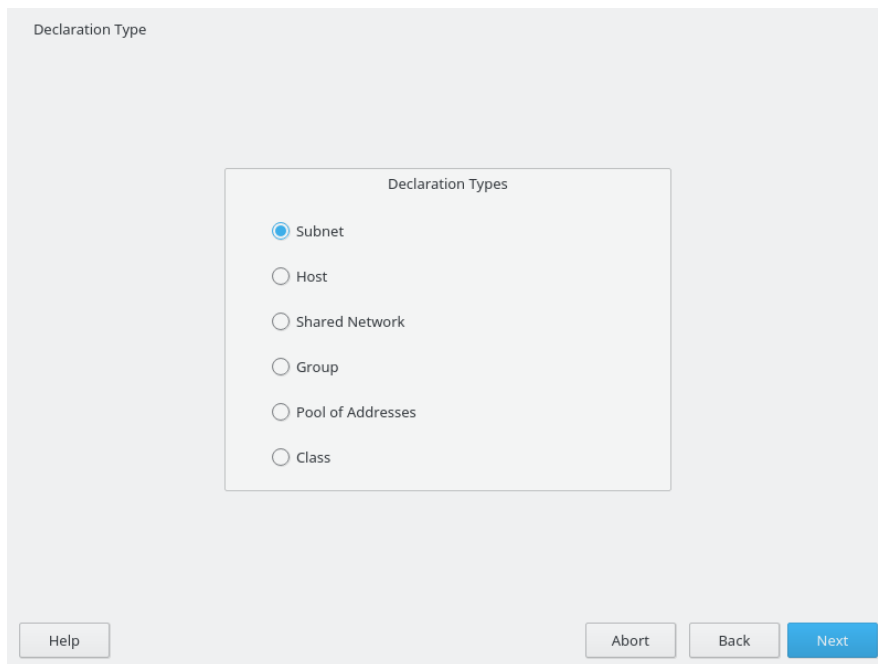 Declaration Type
Declaration Types
Subnet
Host
Shared Network
Group
Pool of Addresses
Class
Help
Abort
Back
Next